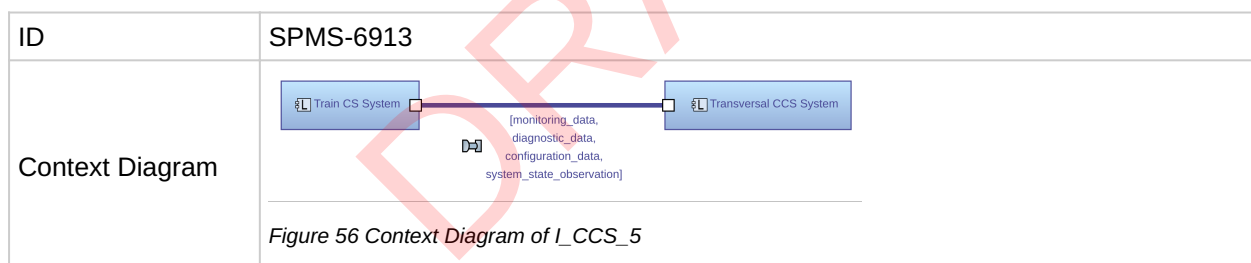 ID
SPMS-6913
Context Diagram
L Train CS System
L Transversal CCS System
[monitoring_data,
diagnostic_data,
configuration_data,
system_state_observation]
Figure 56 Context Diagram of I_CCS_5
DRA